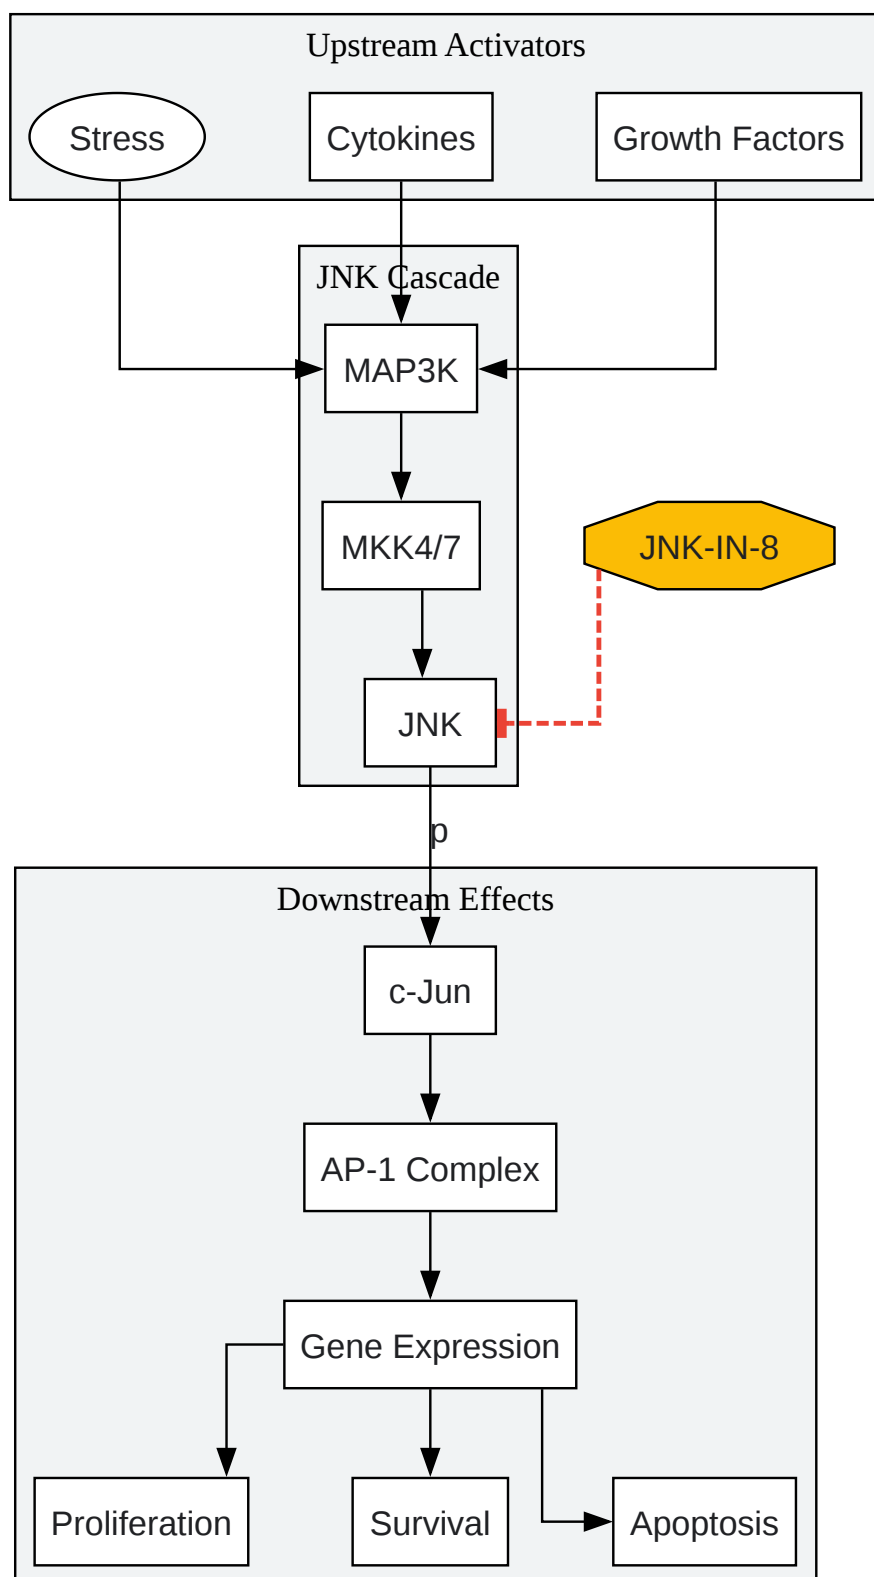 Upstream Activators
Stress
Cytokines
Growth Factors
JNK Cascade
MAP3K
MKK4/7
JNK-IN-8
JNK
p
Downstream Effects
c-Jun
AP-1 Complex
Gene Expression
Proliferation
Survival
Apoptosis